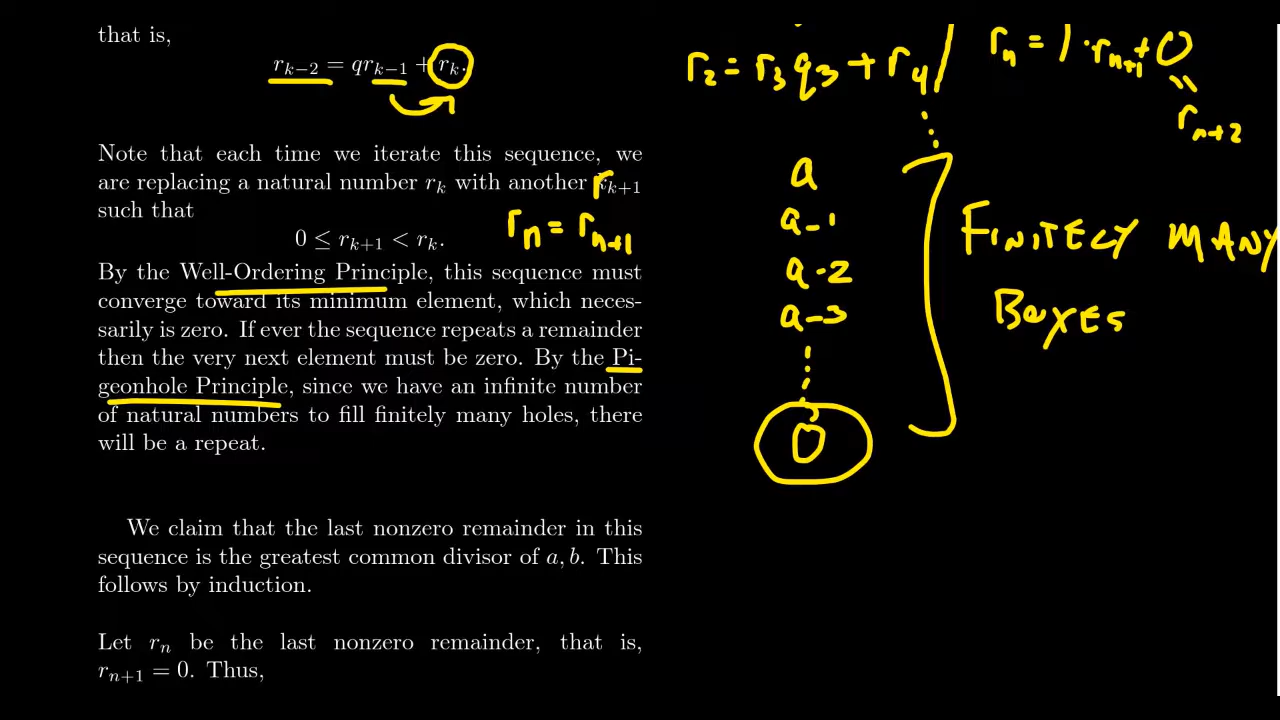 that is,
r_{k-2} = qr_{k-1} + r_k.
Note that each time we iterate this sequence, we
are replacing a natural number r_k with another r_{k+1}
such that
0 ≤ r_{k+1} < r_k.
r_n = r_{n+1}
By the Well-Ordering Principle, this sequence must
converge toward its minimum element, which neces-
sarily is zero. If ever the sequence repeats a remainder
then the very next element must be zero. By the Pi-
geonhole Principle, since we have an infinite number
of natural numbers to fill finitely many holes, there
will be a repeat.
We claim that the last nonzero remainder in this
sequence is the greatest common divisor of a, b. This
follows by induction.
Let r_n be the last nonzero remainder, that is,
r_{n+1} = 0. Thus,
r_2 = r_3 q_3 + r_4
r_n = 1 · r_{n+1} + 0
r_{n+2}
a
a-1
a-2
a-3
0
FINITELY MANY
BOXES